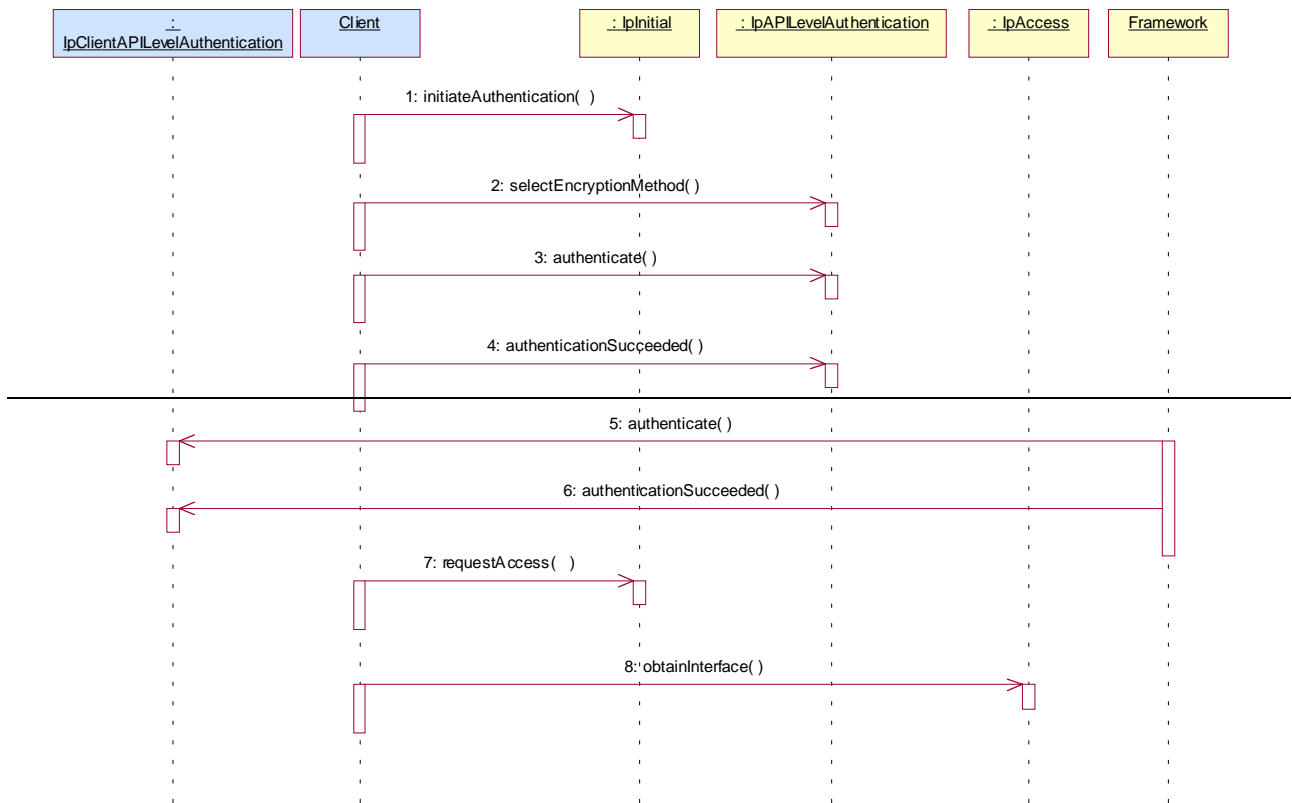 :
IpClientAPILevelAuthentication
Client
: IpInitial
: IpAPILevelAuthentication
: IpAccess
Framework
1: initiateAuthentication(  )
2: selectEncryptionMethod( )
3: authenticate( )
4: authenticationSucceeded( )
5: authenticate( )
6: authenticationSucceeded( )
7: requestAccess(  )
8: obtainInterface( )